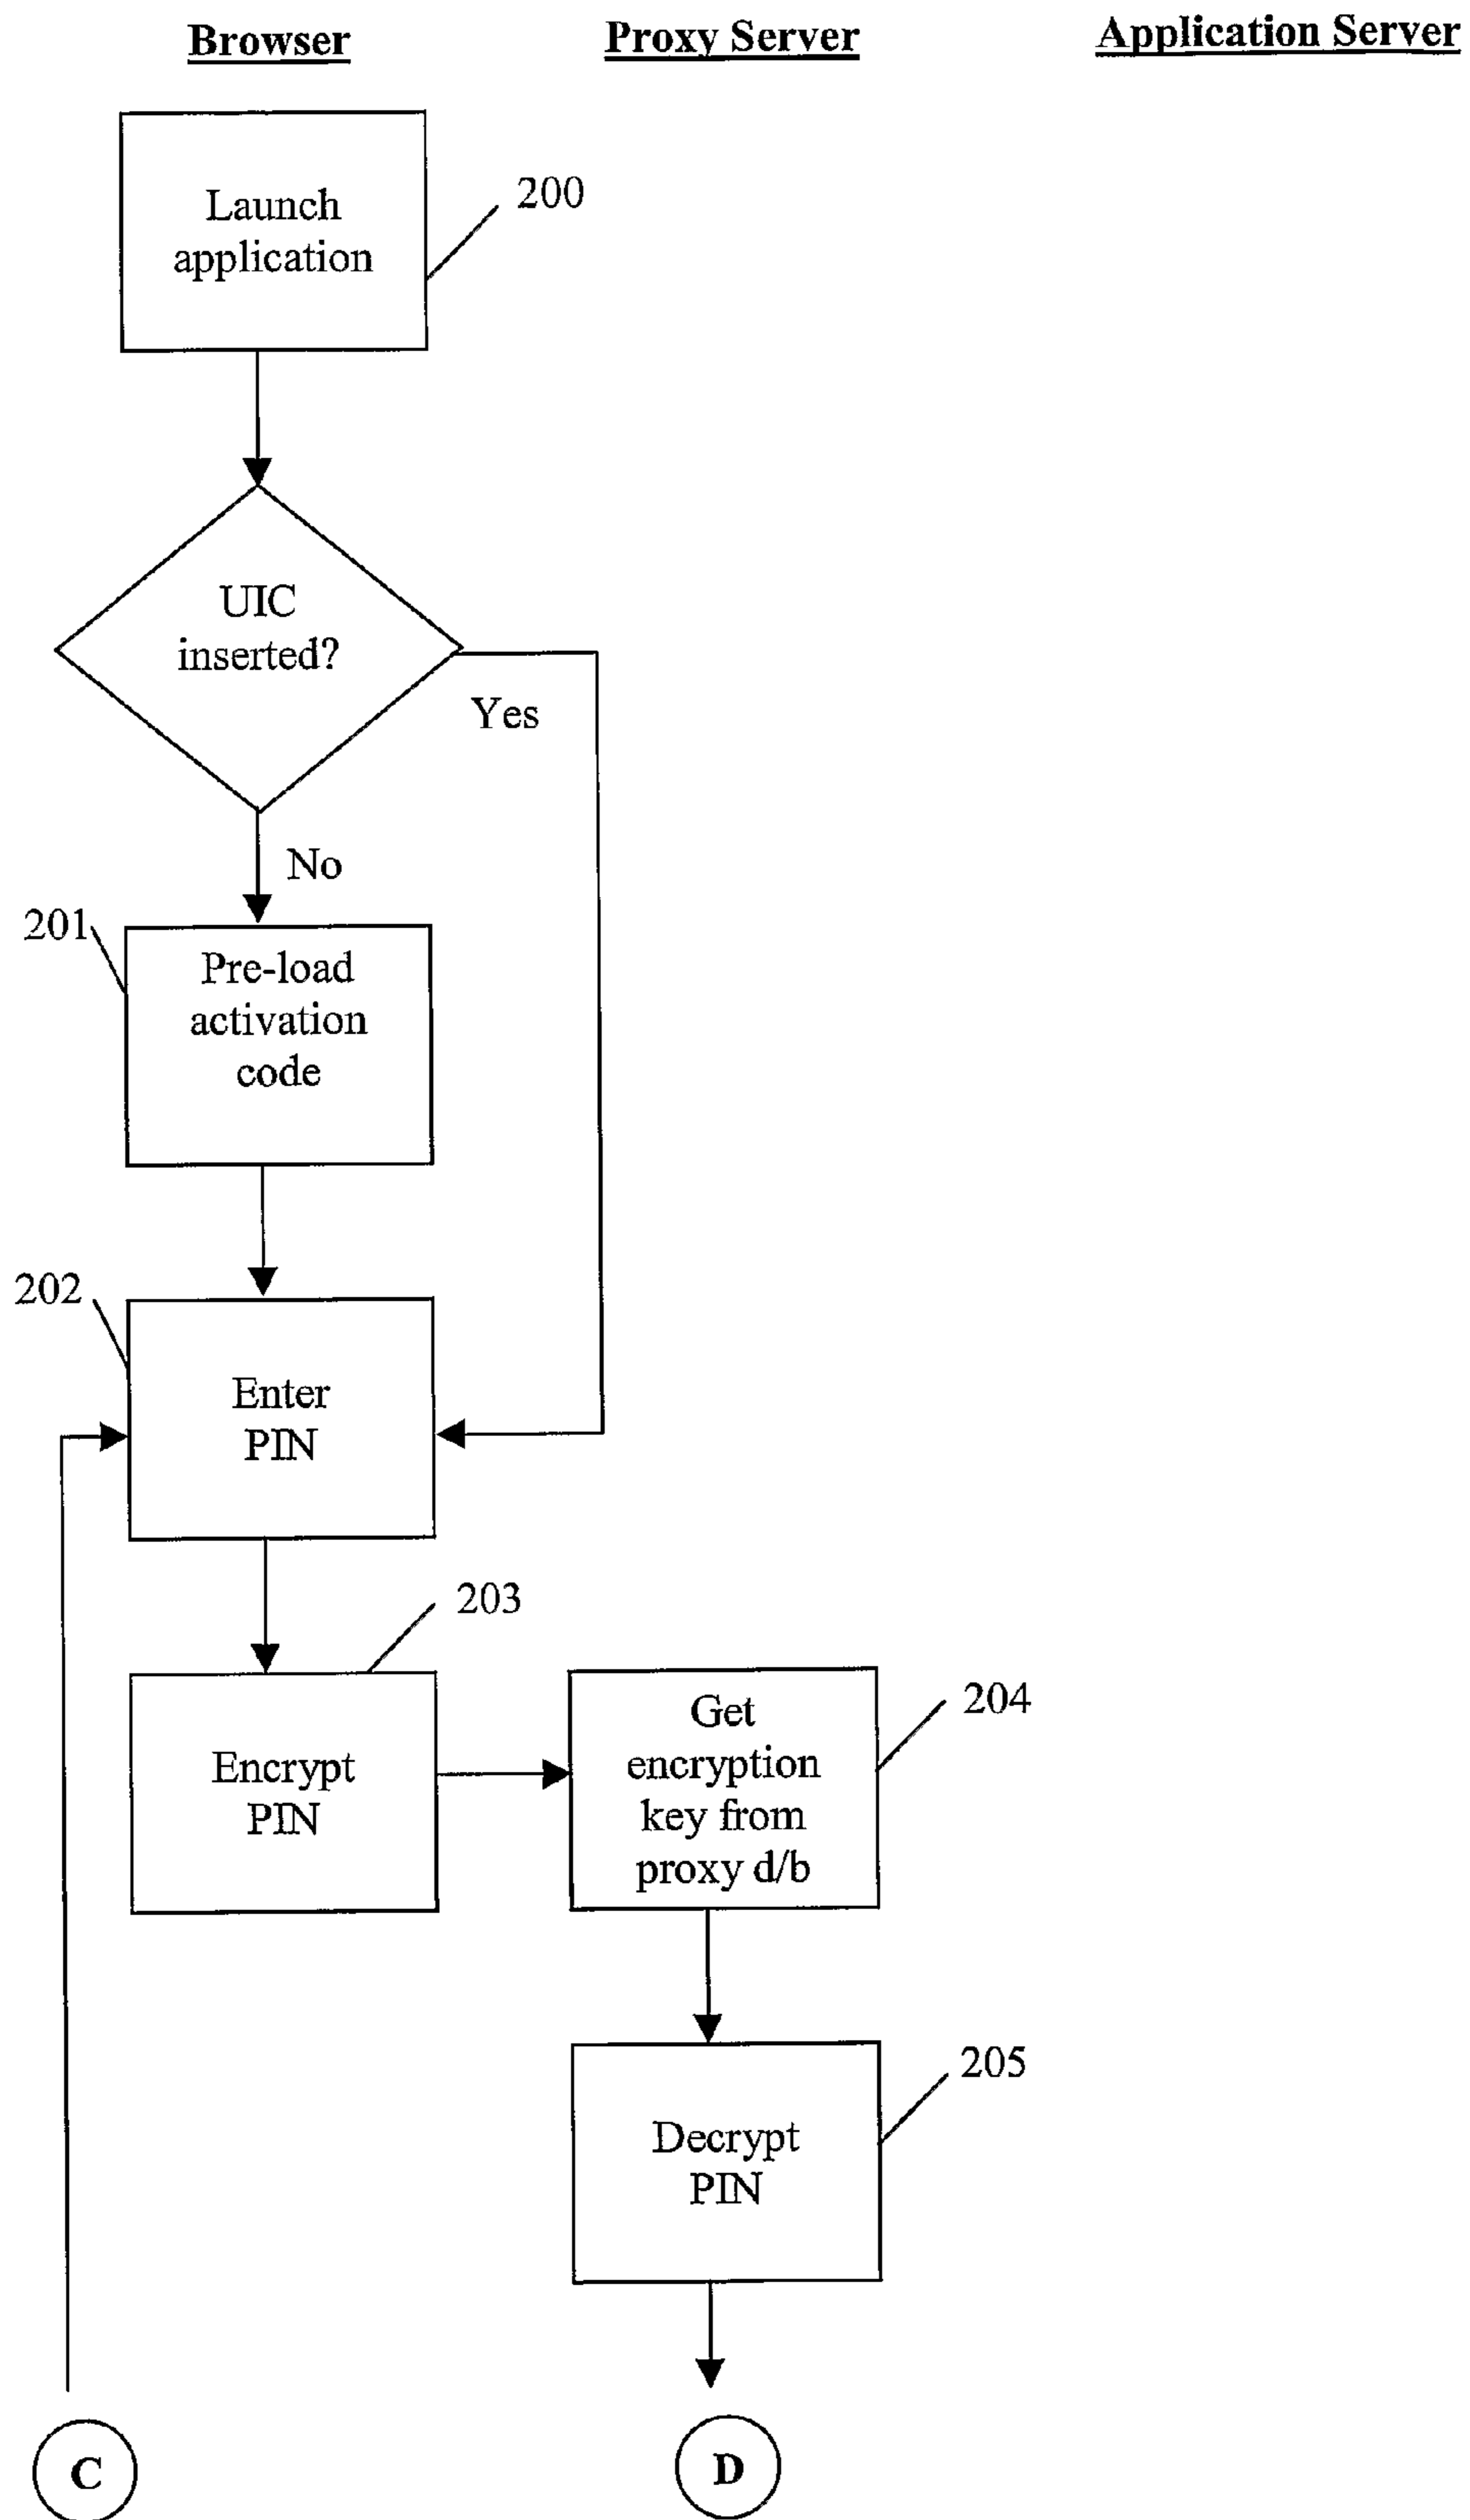 Browser
Proxy Server
Application Server
Launch
application
200
UIC
inserted?
Yes
No
201
Pre-load
activation
code
202
Enter
PIN
203
Encrypt
PIN
Get
encryption
key from
proxy d/b
204
205
Decrypt
PIN
C
D